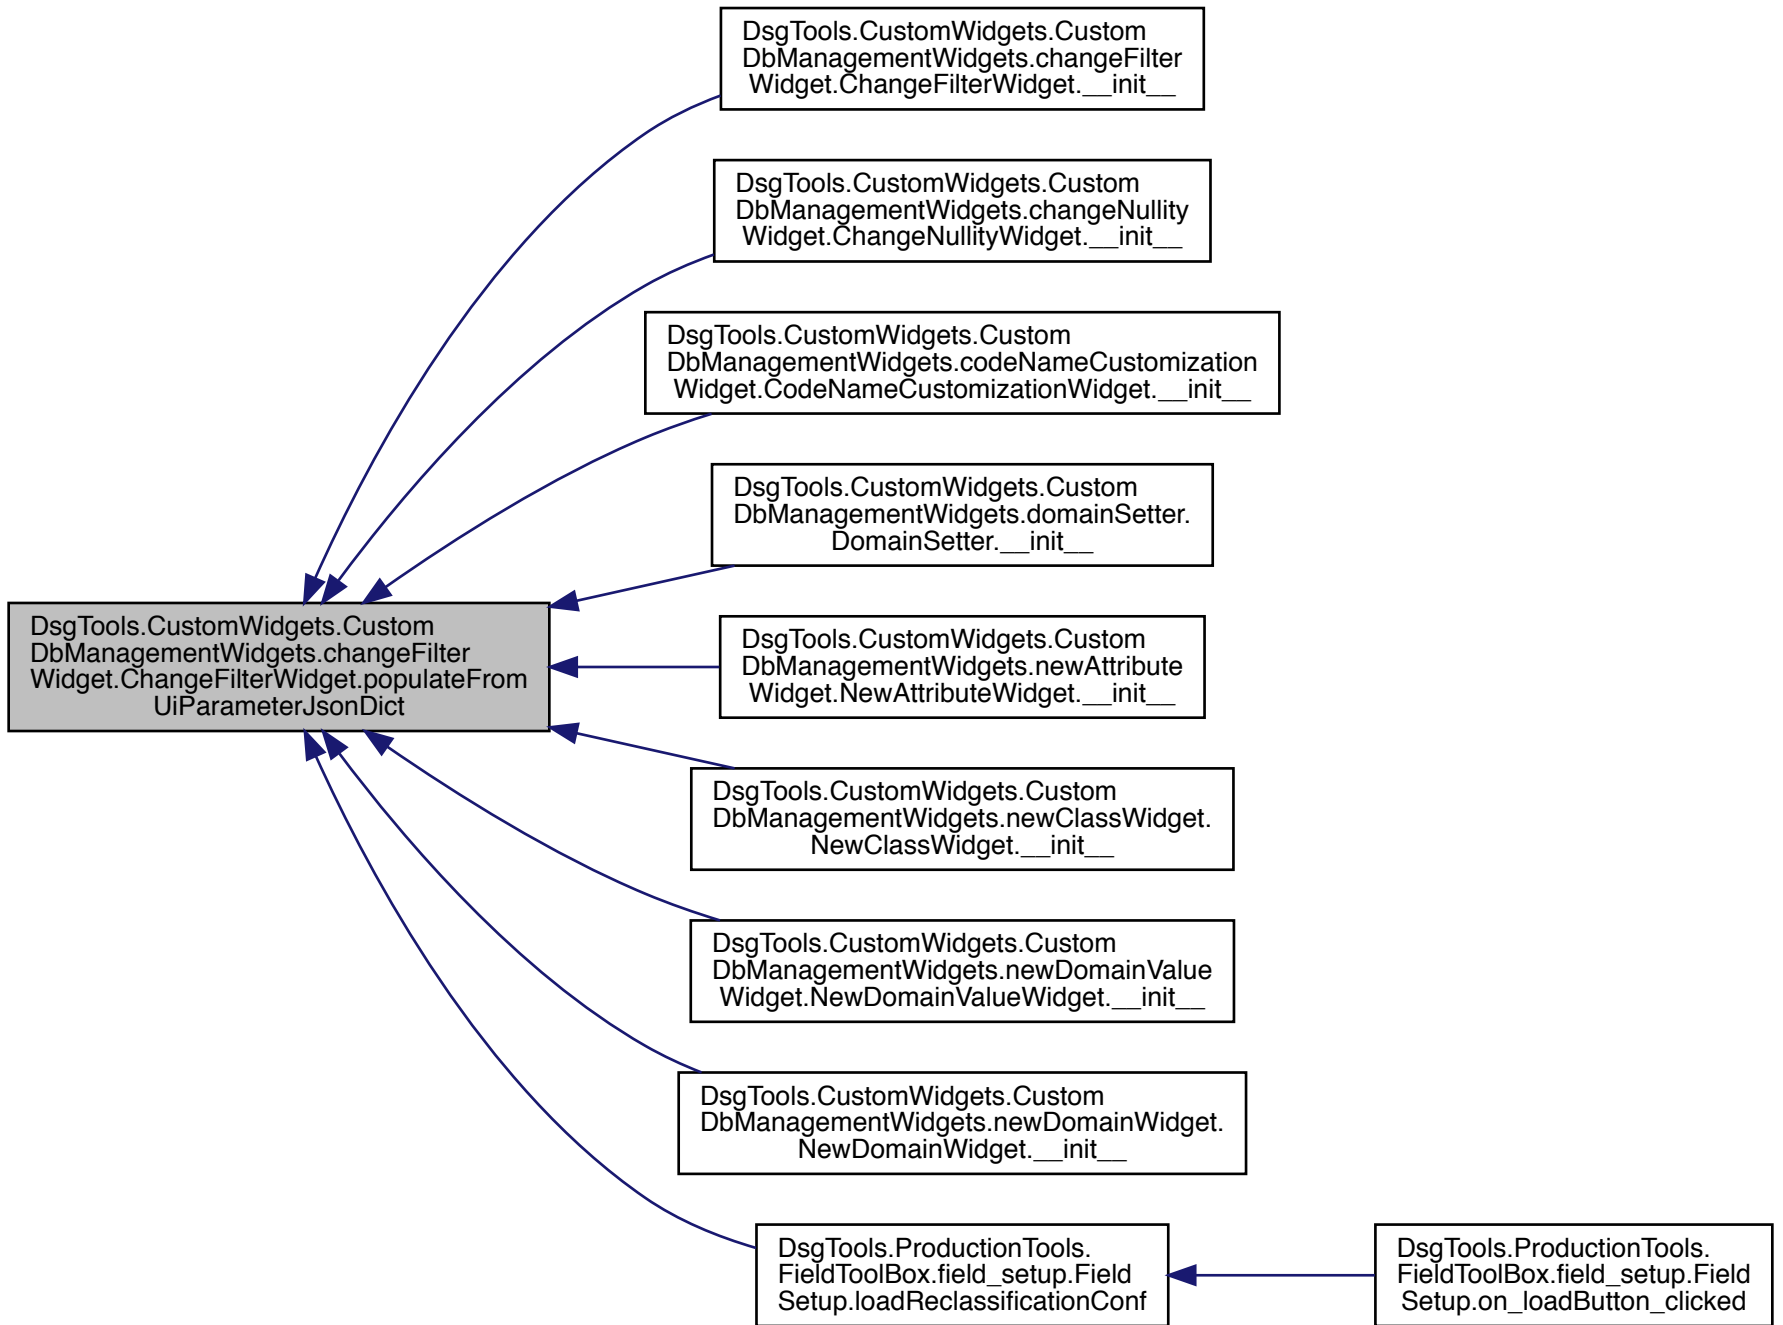 DsgTools.CustomWidgets.Custom
DbManagementWidgets.changeFilter
Widget.ChangeFilterWidget.__init__
DsgTools.CustomWidgets.Custom
DbManagementWidgets.changeNullity
Widget.ChangeNullityWidget.__init__
DsgTools.CustomWidgets.Custom
DbManagementWidgets.codeNameCustomization
Widget.CodeNameCustomizationWidget.__init__
DsgTools.CustomWidgets.Custom
DbManagementWidgets.domainSetter.
DomainSetter.__init__
DsgTools.CustomWidgets.Custom
DbManagementWidgets.changeFilter
Widget.ChangeFilterWidget.populateFrom
UiParameterJsonDict
DsgTools.CustomWidgets.Custom
DbManagementWidgets.newAttribute
Widget.NewAttributeWidget.__init__
DsgTools.CustomWidgets.Custom
DbManagementWidgets.newClassWidget.
NewClassWidget.__init__
DsgTools.CustomWidgets.Custom
DbManagementWidgets.newDomainValue
Widget.NewDomainValueWidget.__init__
DsgTools.CustomWidgets.Custom
DbManagementWidgets.newDomainWidget.
NewDomainWidget.__init__
DsgTools.ProductionTools.
FieldToolBox.field_setup.Field
Setup.loadReclassificationConf
DsgTools.ProductionTools.
FieldToolBox.field_setup.Field
Setup.on_loadButton_clicked